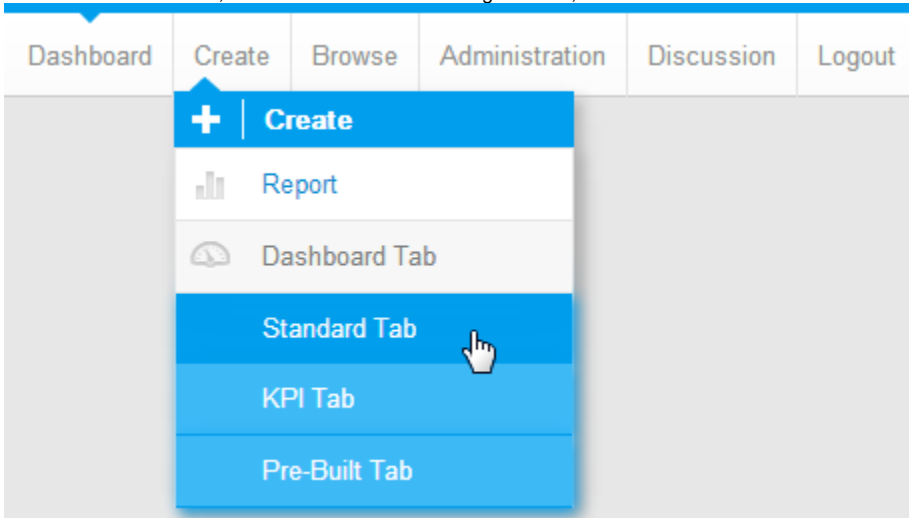 Dashboard Create Browse Administration Discussion Logout
Create
Report
Dashboard Tab
Standard Tab
KPI Tab
Pre-Built Tab